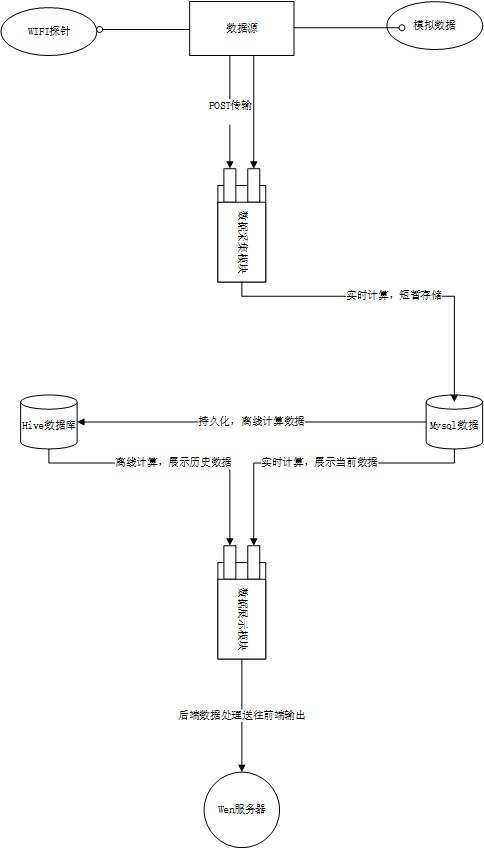 WIFI探针
数据源
模拟数据
POST传输
数据采集模块
实时计算，短暂存储
Hive数据库
持久化，离线计算数据
Mysql数据
离线计算，展示历史数据
实时计算，展示当前数据
数据展示模块
后端数据处理送往前端输出
Wen服务器